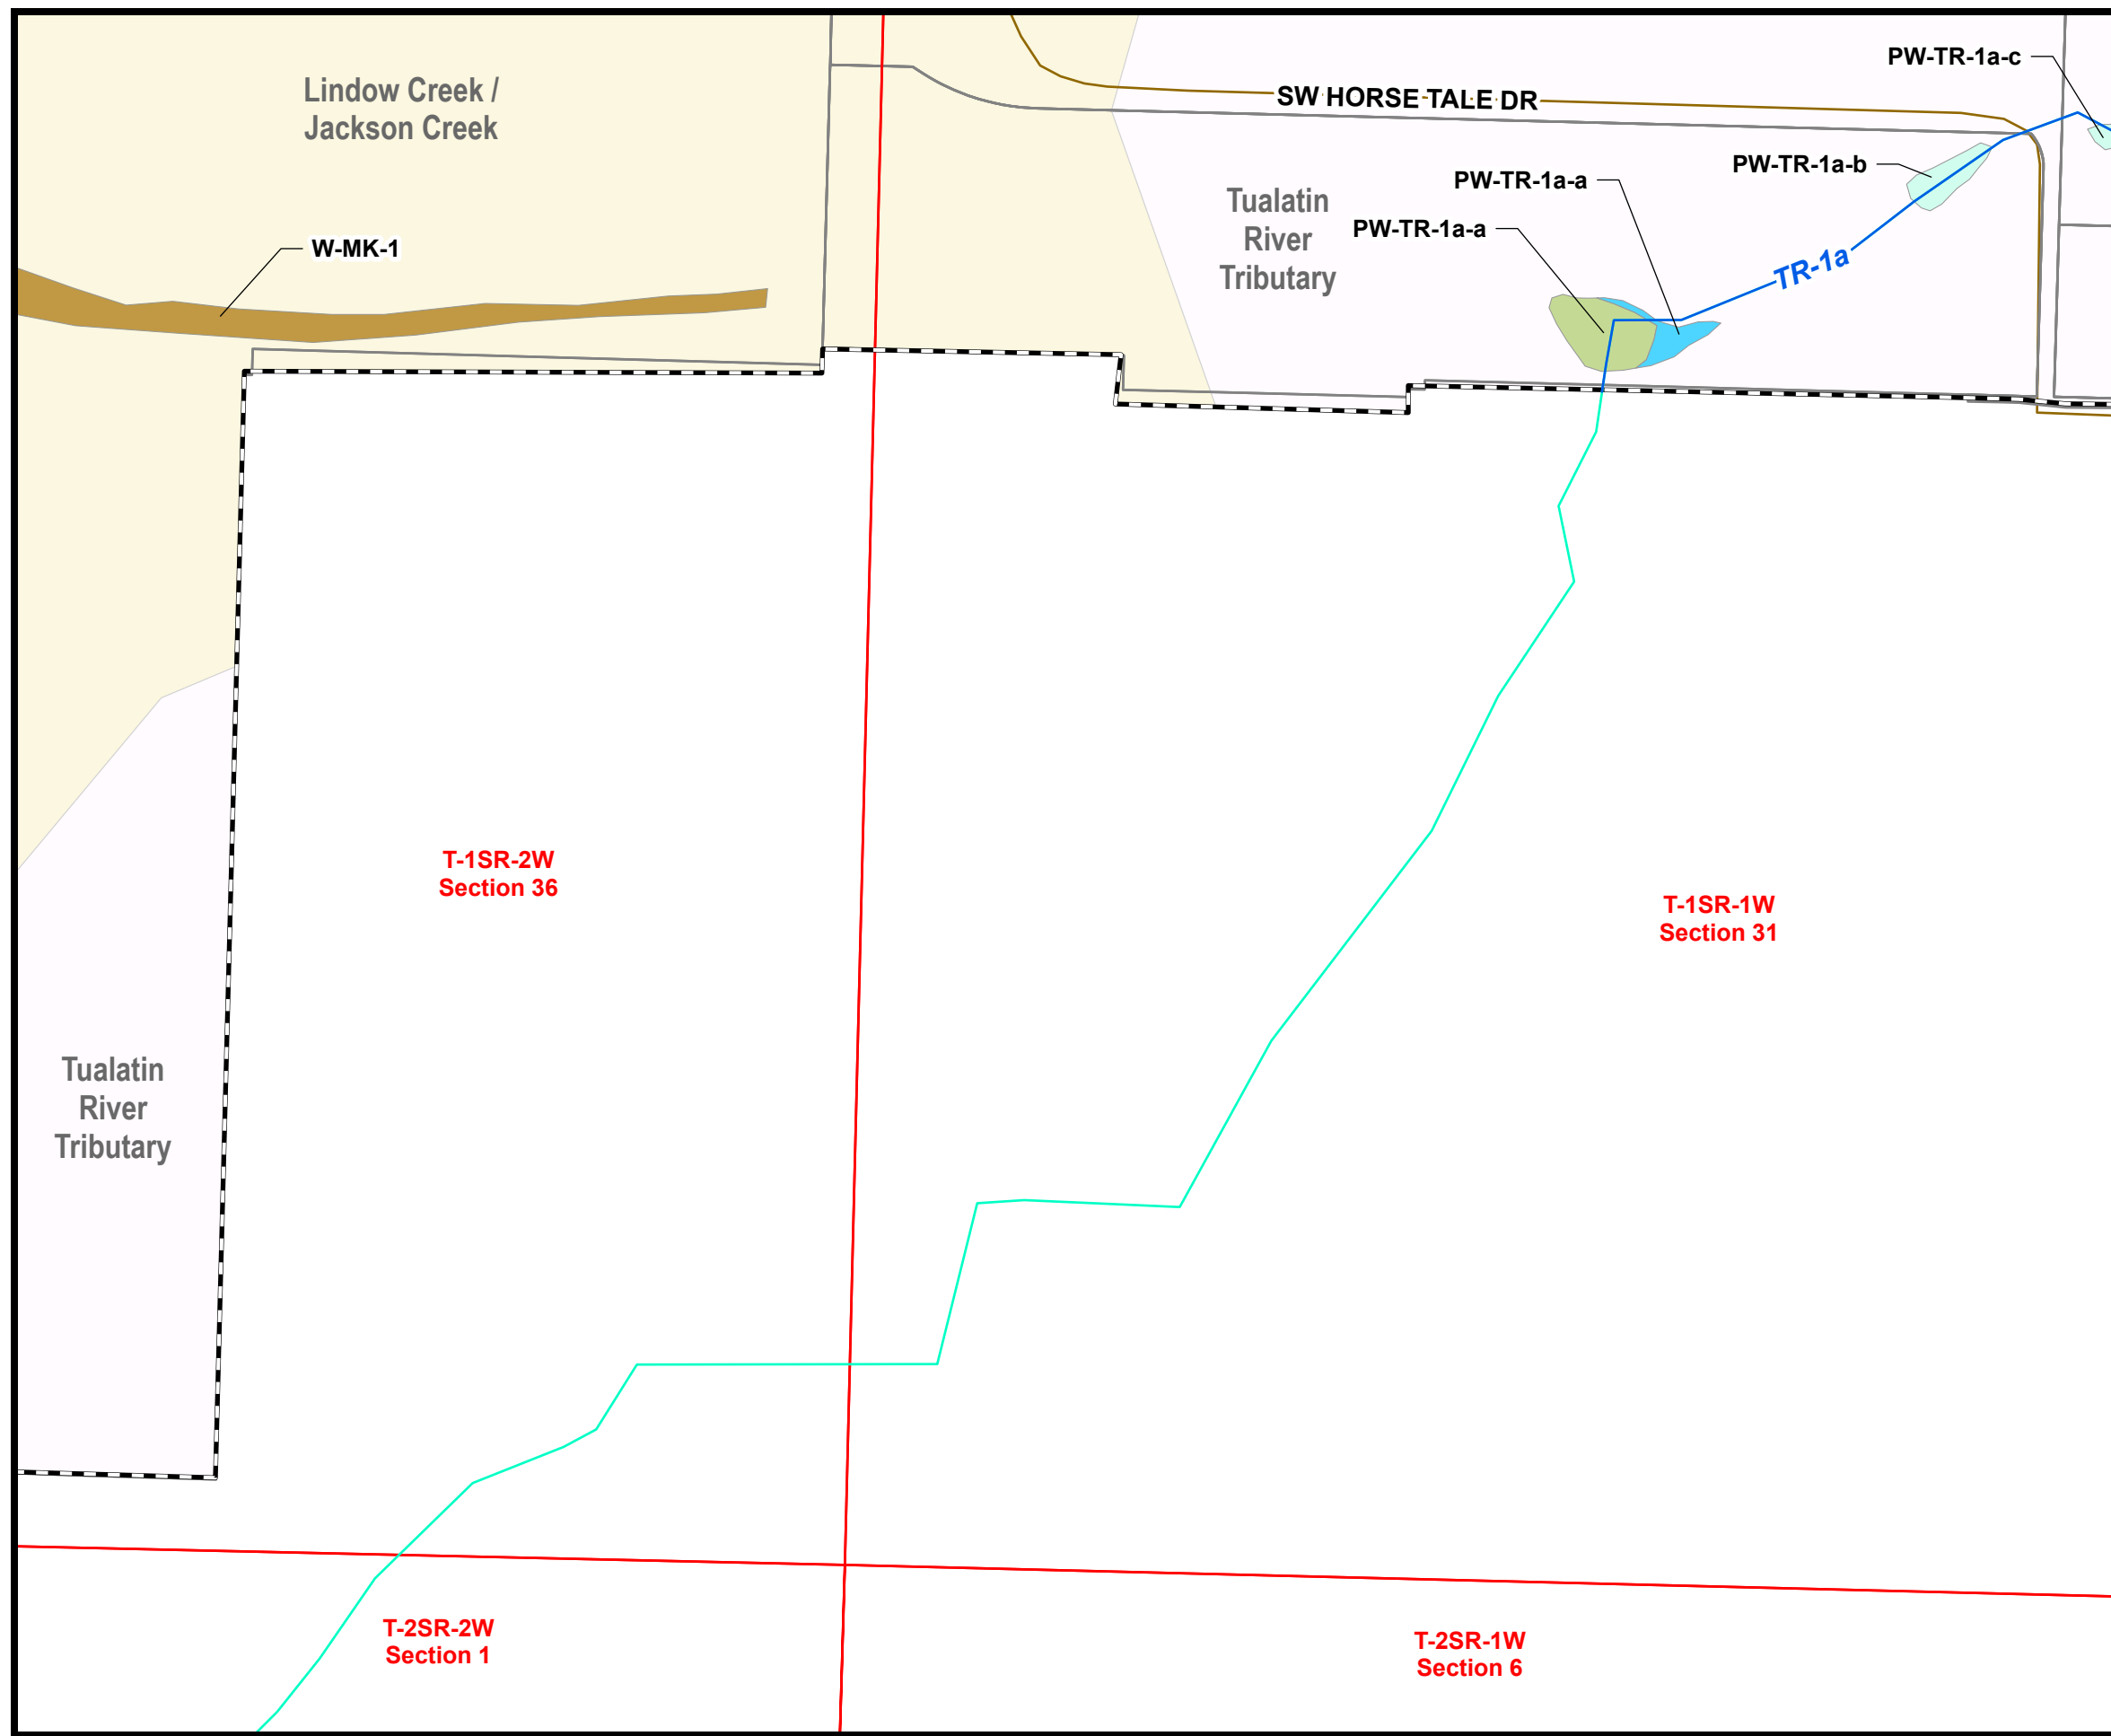 PW-TR-1a-c
Lindow Creek /
Jackson Creek
SW HORSE TALE DR
PW-TR-1a-b
PW-TR-1a-a
Tualatin
River
Tributary
PW-TR-1a-a
W-MK-1
TR-1a
T-1SR-2W
Section 36
T-1SR-1W
Section 31
Tualatin
River
Tributary
T-2SR-2W
Section 1
T-2SR-1W
Section 6